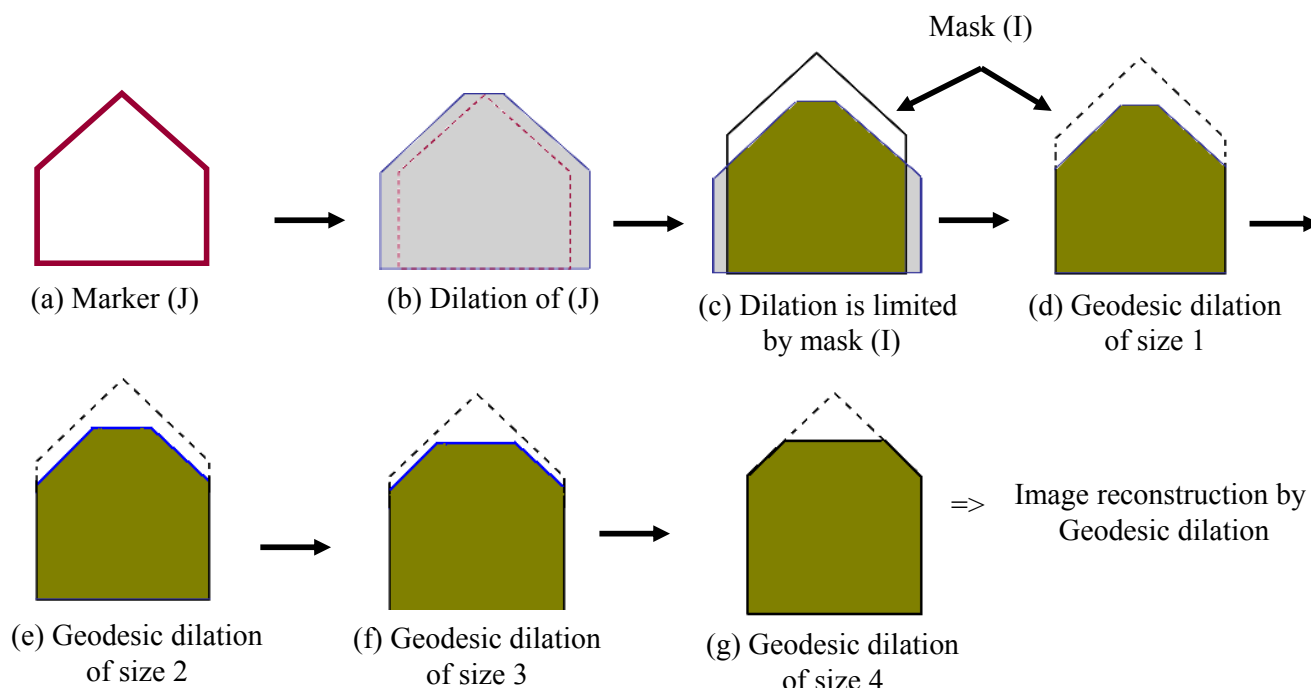 Mask (I)
(a) Marker (J)
(b) Dilation of (J)
(c) Dilation is limited
by mask (I)
(d) Geodesic dilation
of size 1
=>
Image reconstruction by
Geodesic dilation
(e) Geodesic dilation
of size 2
(f) Geodesic dilation
of size 3
(g) Geodesic dilation
of size 4